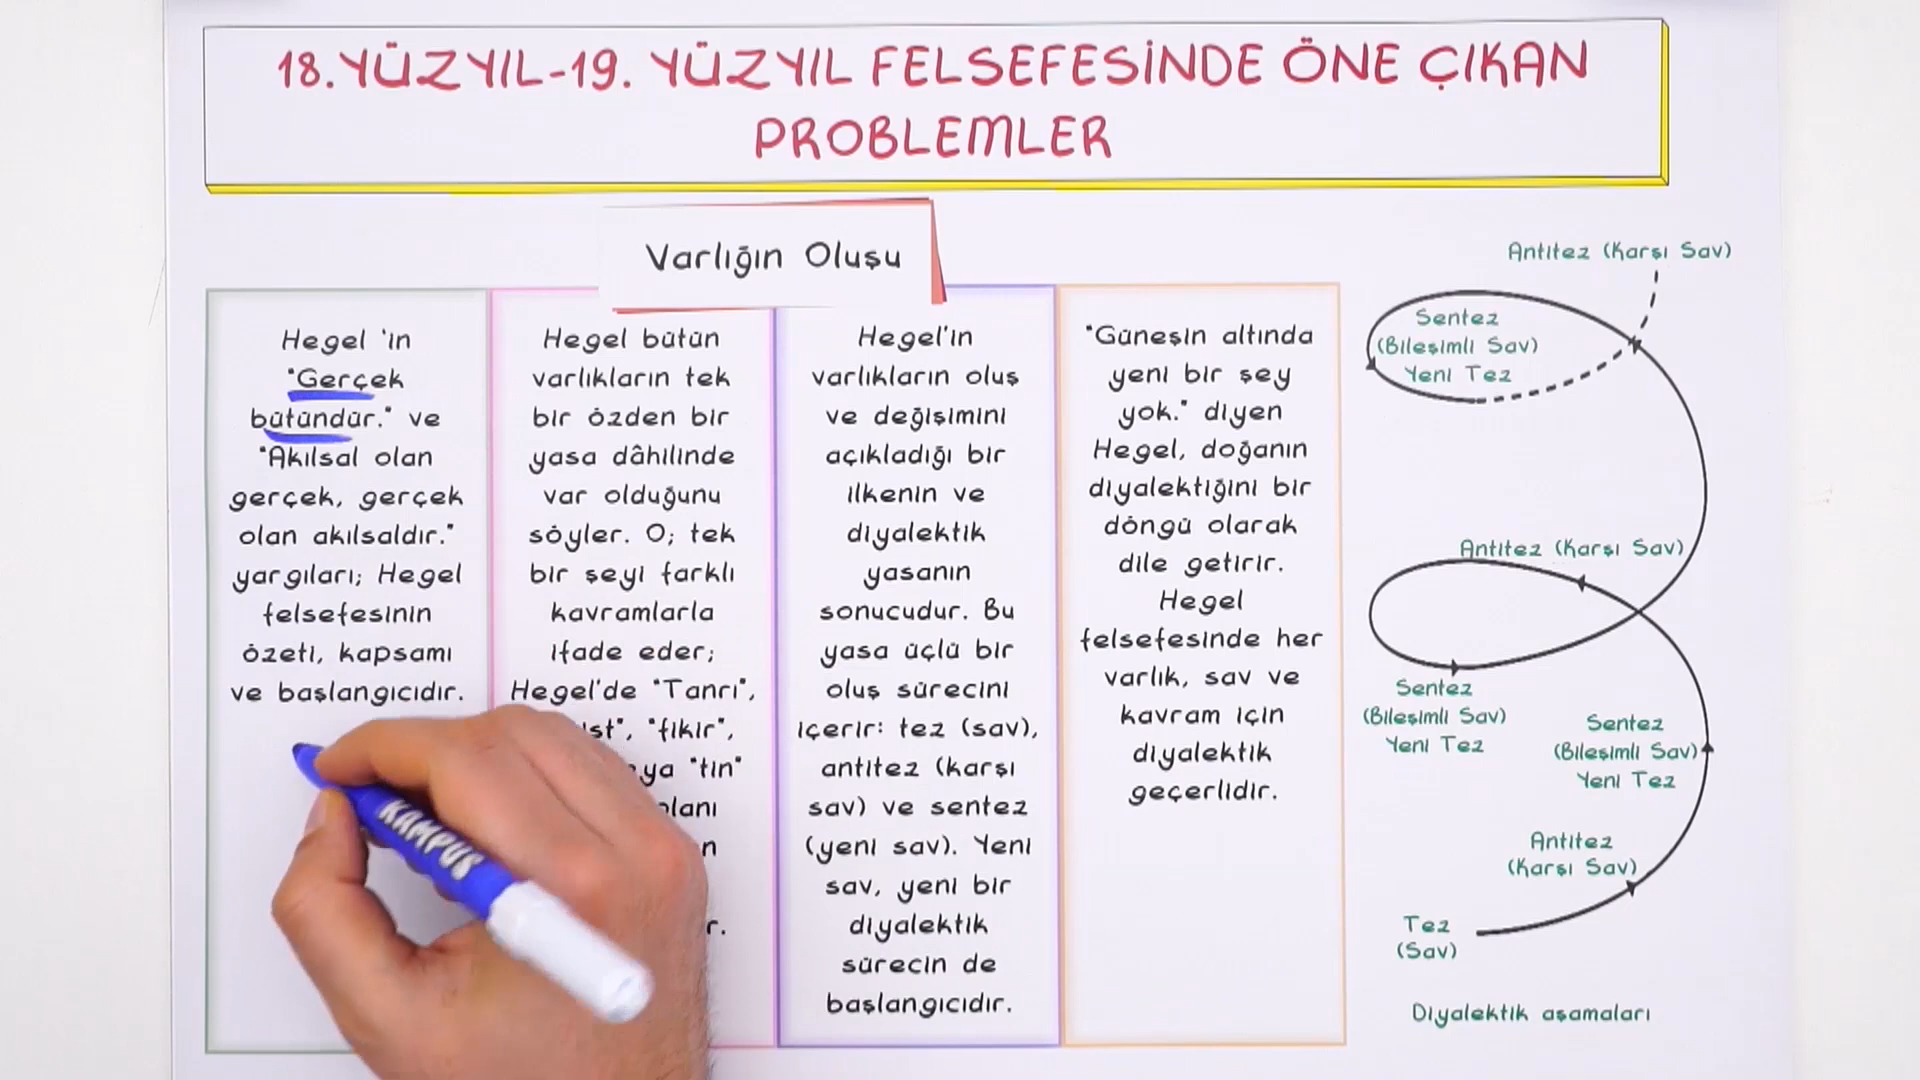 18.YÜZYIL-19. YÜZYIL FELSEFESİNDE ÖNE ÇIKAN
PROBLEMLER
Varlığın Oluşu
Hegel 'in
"Gerçek
bütündür." ve
"Akılsal olan
gerçek, gerçek
olan akılsaldır."
yargıları; Hegel
felsefesinin
özeti, kapsamı
ve başlangıcıdır.
Hegel bütün
varlıkların tek
bir özden bir
yasa dâhilinde
var olduğunu
söyler. O; tek
bir şeyi farklı
kavramlarla
ifade eder;
Hegel'de "Tanrı",
"fikir",
"tin"
Hegel'in
varlıkların oluş
ve değişimini
açıkladığı bir
ilkenin ve
diyalektik
yasanın
sonucudur. Bu
yasa üçlü bir
oluş sürecini
içerir: tez (sav),
antitez (karşı
sav) ve sentez
(yeni sav). Yeni
sav, yeni bir
diyalektik
sürecin de
başlangıcıdır.
"Güneşin altında
yeni bir şey
yok." diyen
Hegel, doğanın
diyalektiğini bir
döngü olarak
dile getirir.
Hegel
felsefesinde her
varlık, sav ve
kavram için
diyalektik
geçerlidir.
Antitez (Karşı Sav)
Sentez
(Bileşimli Sav)
Yeni Tez
Antitez (Karşı Sav)
Sentez
(Bileşimli Sav)
Yeni Tez
Sentez
(Bileşimli Sav)
Yeni Tez
Antitez
(Karşı Sav)
Tez
(Sav)
Diyalektik aşamaları
KAMPUS